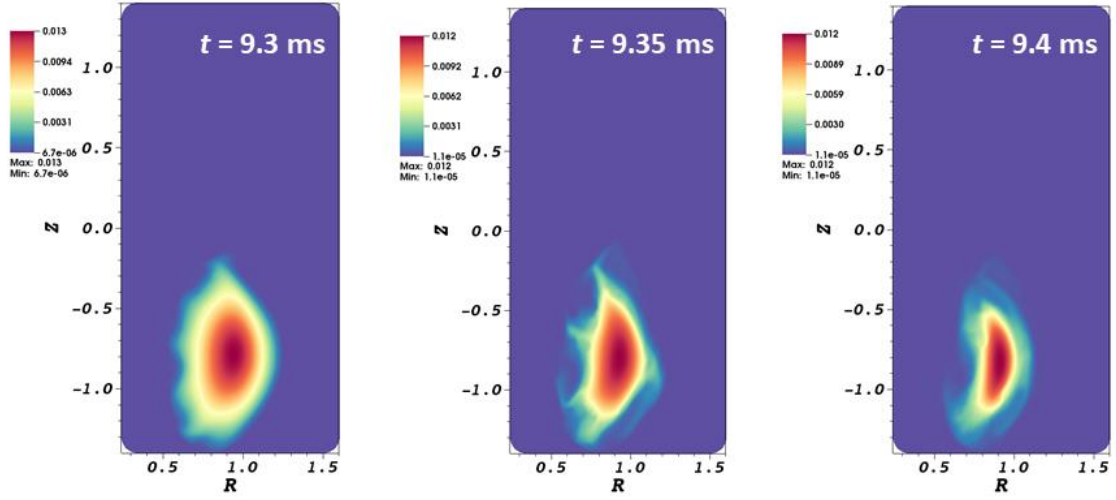 0.013
0.0094
0.0063
0.0031
6.7e-06
Max: 0.013
Min: 6.7e-06
t = 9.3 ms
1.0
0.5
0.0
-0.5
-1.0
Z
0.5 1.0 1.5
R
0.012
0.0092
0.0062
0.0031
1.1e-05
Max: 0.012
Min: 1.1e-05
t = 9.35 ms
1.0
0.5
0.0
-0.5
-1.0
Z
0.5 1.0 1.5
R
0.012
0.0089
0.0059
0.0030
1.1e-05
Max: 0.012
Min: 1.1e-05
t = 9.4 ms
1.0
0.5
0.0
-0.5
-1.0
Z
0.5 1.0 1.5
R